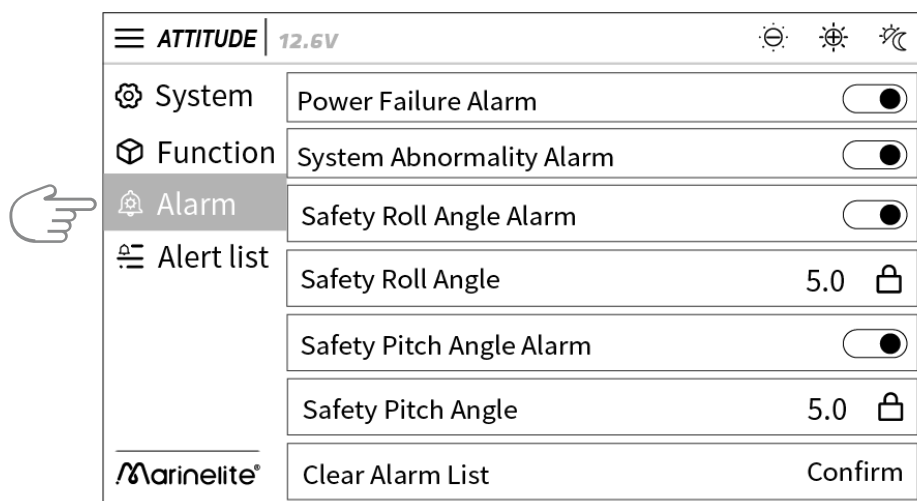 ATTITUDE 12.6V
System
Function
Alarm
Alert list
Marinelite®
Power Failure Alarm
System Abnormality Alarm
Safety Roll Angle Alarm
Safety Roll Angle 5.0
Safety Pitch Angle Alarm
Safety Pitch Angle 5.0
Clear Alarm List Confirm